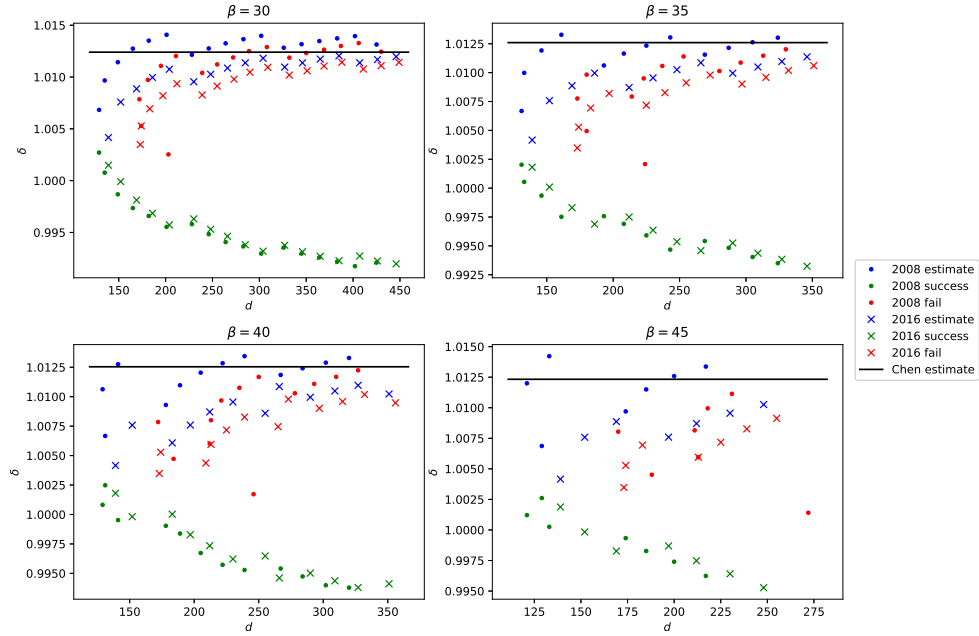 β = 30
1.015
1.010
1.005
1.000
0.995
δ
150
200
250
300
350
400
450
d
β = 35
1.0125
1.0100
1.0075
1.0050
1.0025
1.0000
0.9975
0.9950
0.9925
δ
150
200
250
300
350
d
β = 40
1.0125
1.0100
1.0075
1.0050
1.0025
1.0000
0.9975
0.9950
δ
150
200
250
300
350
d
β = 45
1.0150
1.0125
1.0100
1.0075
1.0050
1.0025
1.0000
0.9975
0.9950
δ
125
150
175
200
225
250
275
d
2008 estimate
2008 success
2008 fail
2016 estimate
2016 success
2016 fail
Chen estimate